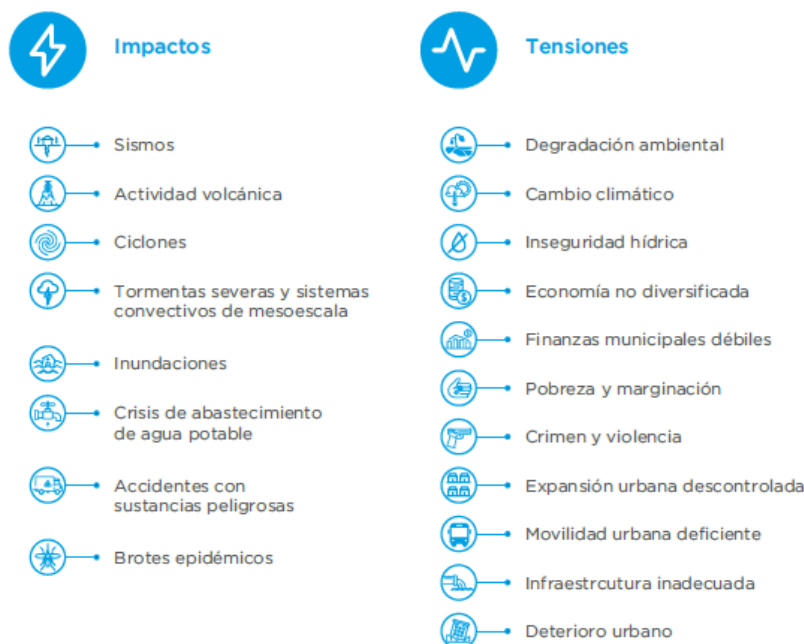 Impactos
Sismos
Actividad volcánica
Ciclones
Tormentas severas y sistemas
convectivos de mesoescala
Inundaciones
Crisis de abastecimiento
de agua potable
Accidentes con
sustancias peligrosas
Brotes epidémicos
Tensiones
Degradación ambiental
Cambio climático
Inseguridad hídrica
Economía no diversificada
Finanzas municipales débiles
Pobreza y marginación
Crimen y violencia
Expansión urbana descontrolada
Movilidad urbana deficiente
Infraestrcutura inadecuada
Deterioro urbano